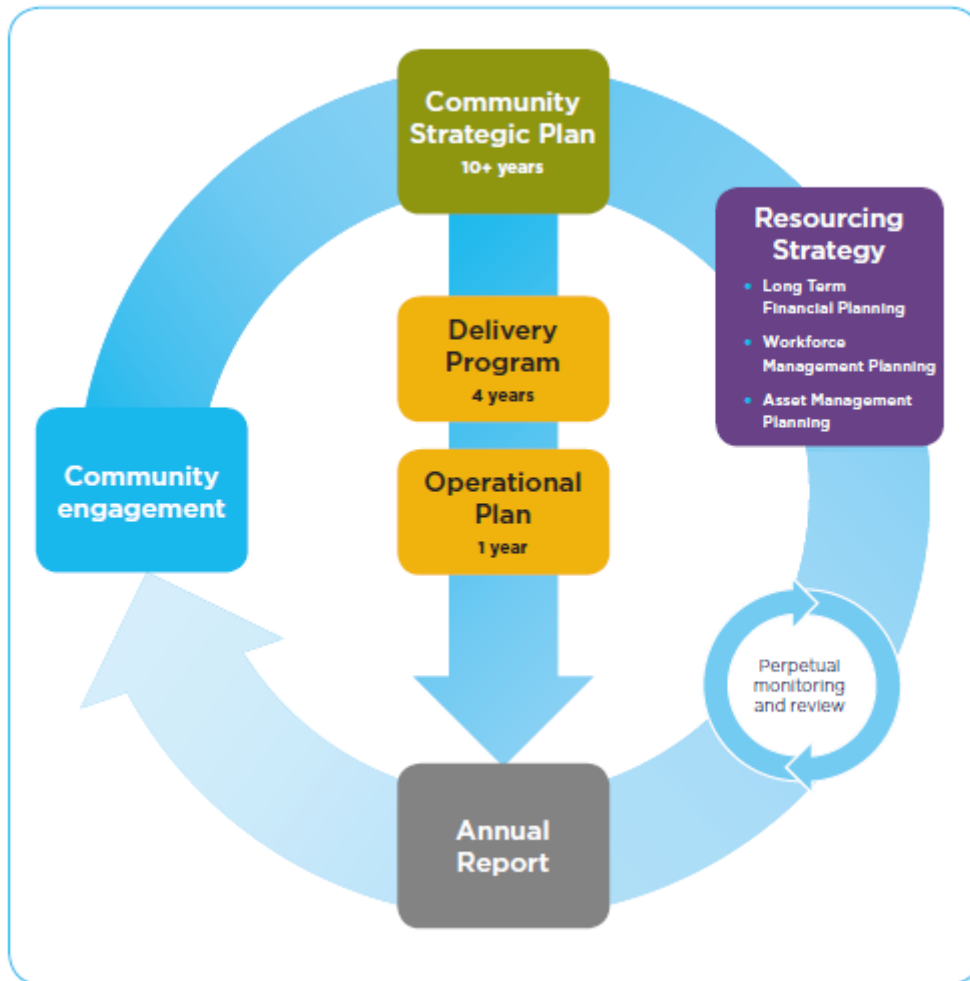 Community
Strategic Plan
10+ years
Resourcing
Strategy
• Long Term
Financial Planning
• Workforce
Management Planning
• Asset Management
Planning
Delivery
Program
4 years
Operational
Plan
1 year
Community
engagement
Perpetual
monitoring
and review
Annual
Report